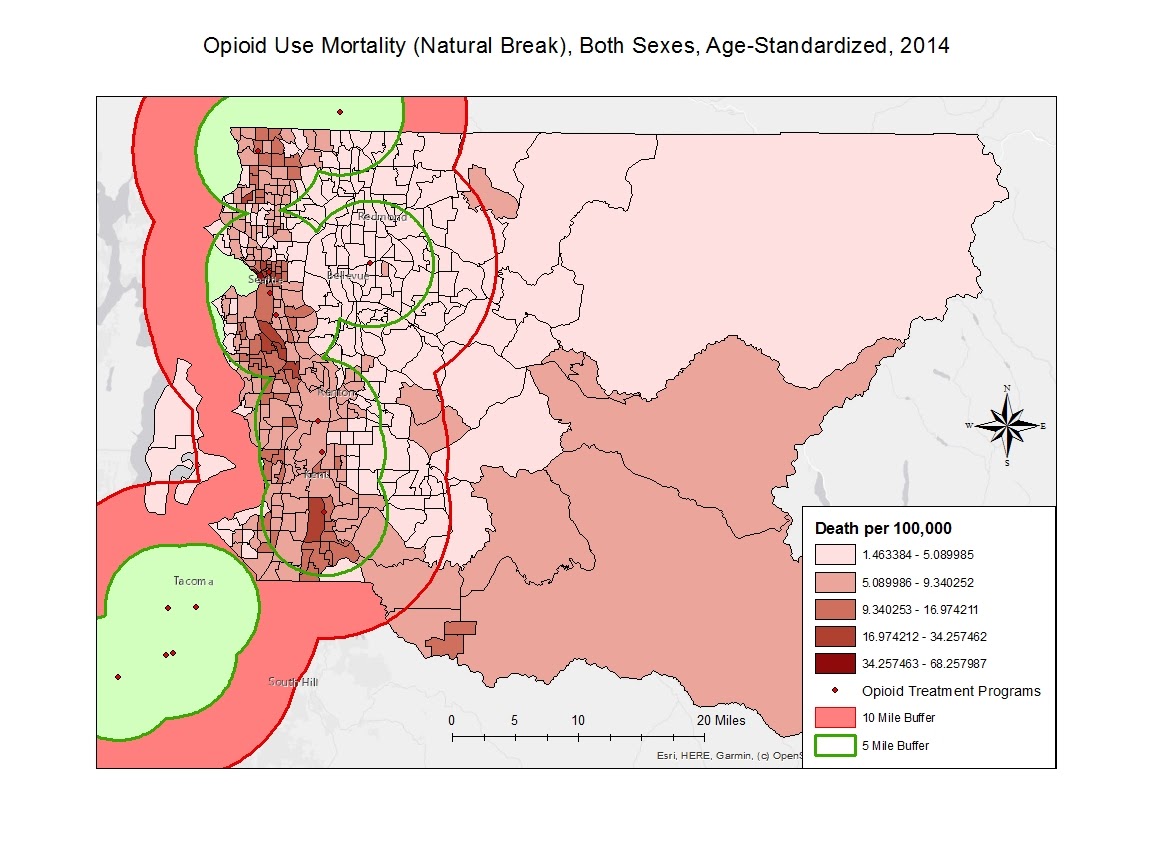 Opioid Use Mortality (Natural Break), Both Sexes, Age-Standardized, 2014
Redmond
Bellevue
Seattle
Renton
Kent
Tacoma
South Hill
N
W
E
S
Death per 100,000
1.463384 - 5.089985
5.089986 - 9.340252
9.340253 - 16.974211
16.974212 - 34.257462
34.257463 - 68.257987
Opioid Treatment Programs
10 Mile Buffer
5 Mile Buffer
0 5 10 20 Miles
Esri, HERE, Garmin, (c) OpenS